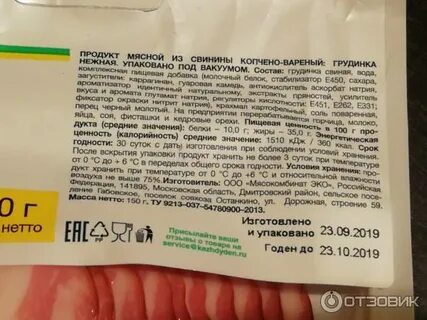 ПРОДУКТ МЯСНОЙ ИЗ СВИНИНЫ КОПЧЕНО-ВАРЕНЫЙ: ГРУДИНКА
НЕЖНАЯ. УПАКОВАНО ПОД ВАКУУМОМ. Состав: грудинка свиная, вода,
комплексная пищевая добавка (молочный белок, стабилизатор Е450, сахара,
загустители: каррагинан, гуаровая камедь, антиокислитель аскорбат натрия,
ароматизатор идентичный натуральному, экстракты пряностей, усилитель
вкуса и аромата глутамат натрия, регуляторы кислотности: Е451, Е262, Е331;
фиксатор окраски нитрит натрия), крахмал картофельный, соль поваренная,
перец черный молотый.
На предприятии перерабатывается горчица, молоко,
яйца, соя, фисташки и кедровые орехи. Пищевая ценность в 100 г про-
дукта (средние значения): белки – 10,0 г; жиры – 35,0 г. Энергетическая
ценность (калорийность) средние значения: 1510 кДж / 360 ккал. Срок годности:
30 суток с даты изготовления при соблюдении условий хранения.
После вскрытия упаковки продукт хранить не более 3 суток при температуре
от 0 °С до +6 °С в пределах общего срока годности. Условия хранения: про-
дукт хранить при температуре от 0 °С до +6 °С и относительной влажности
воздуха не выше 75%. Изготовитель: ООО «Мясокомбинат ЭКО», Российская
Федерация, 141895, Московская область, Дмитровский район, сельское посе-
ление Габовское, поселок совхоза Останкино, ул. Дорожная, строение 59.
Масса нетто: 150 г. ТУ 9213-037-54780900-2013.
0 г
нетто
EAC
Присылайте ваши
отзывы о товаре на
service@kazhdyden.ru
Изготовлено
и упаковано 23.09.2019
Годен до 23.10.2019
ОТЗОВИК